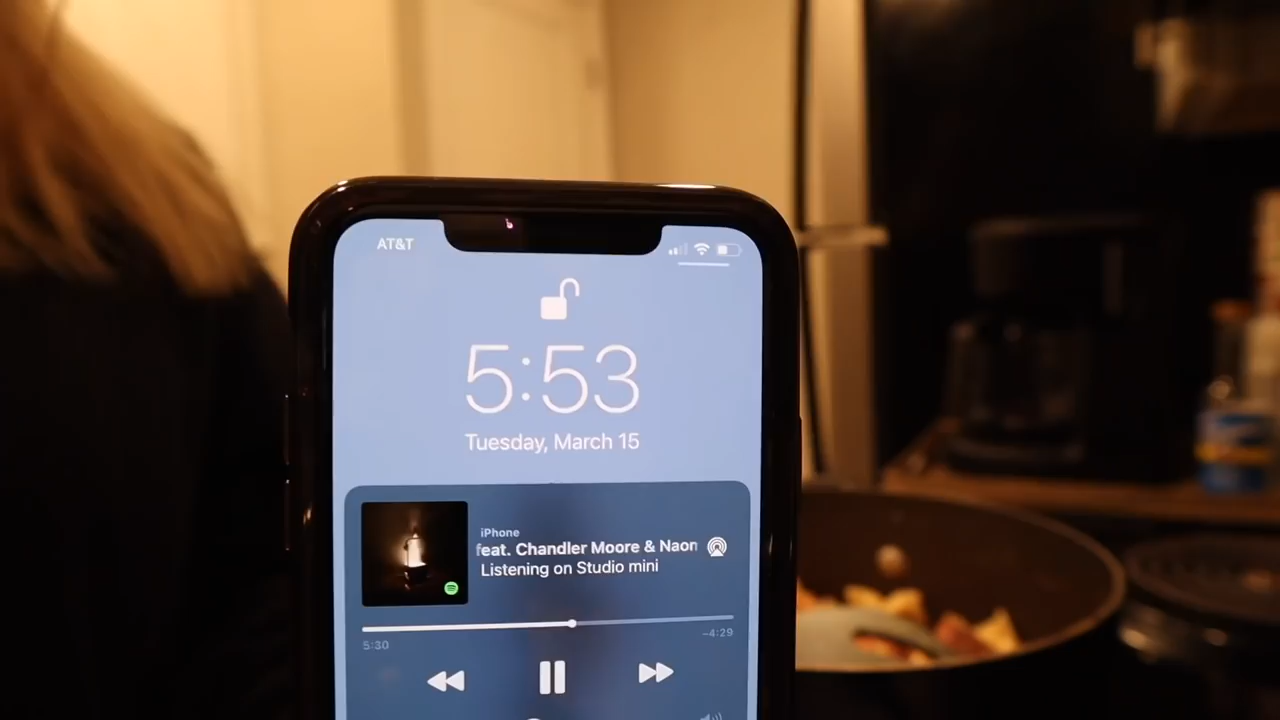 AT&T
5:53
Tuesday, March 15
iPhone
feat. Chandler Moore & Naon
Listening on Studio mini
5:30
-4:29